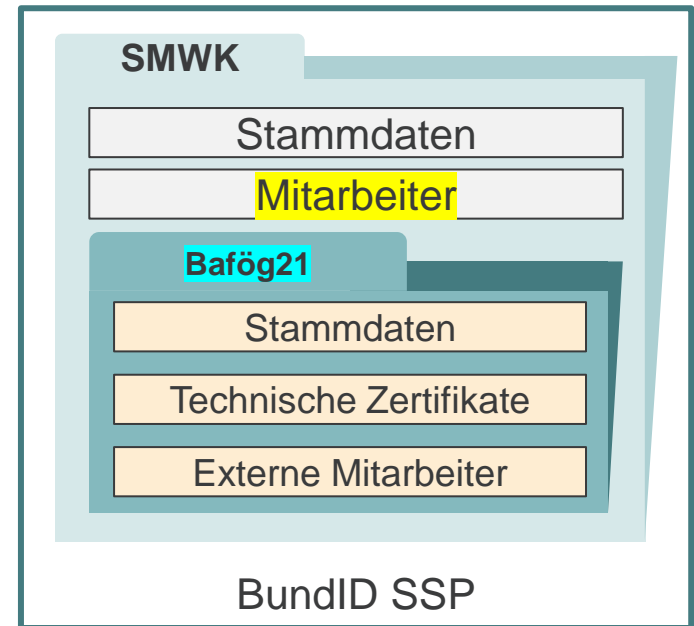 SMWK
Stammdaten
Mitarbeiter
Bafög21
Stammdaten
Technische Zertifikate
Externe Mitarbeiter
BundID SSP